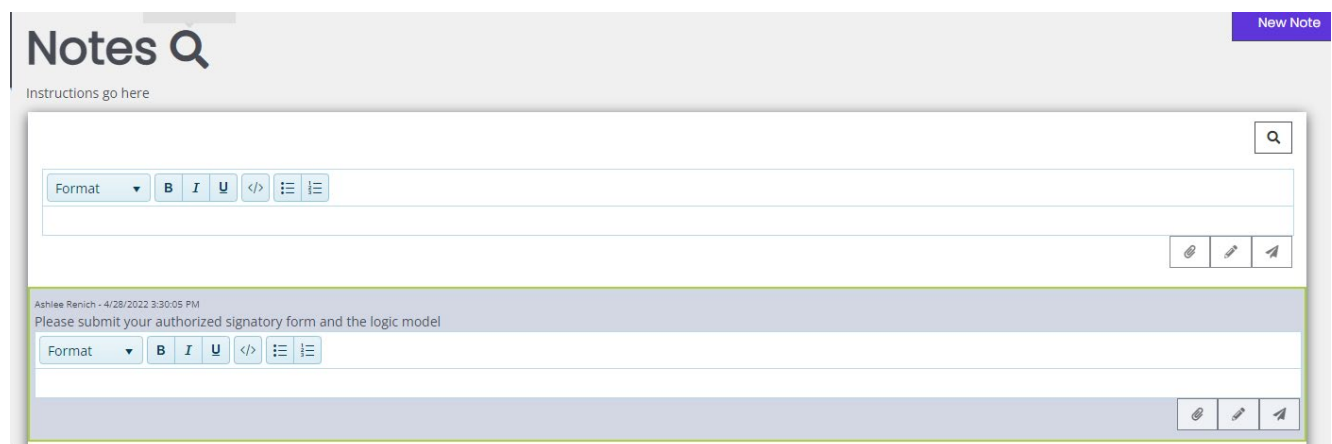 New Note
Notes
Instructions go here
Format B I U </>
Ashlee Renich - 4/28/2022 3:30:05 PM
Please submit your authorized signatory form and the logic model
Format B I U </>